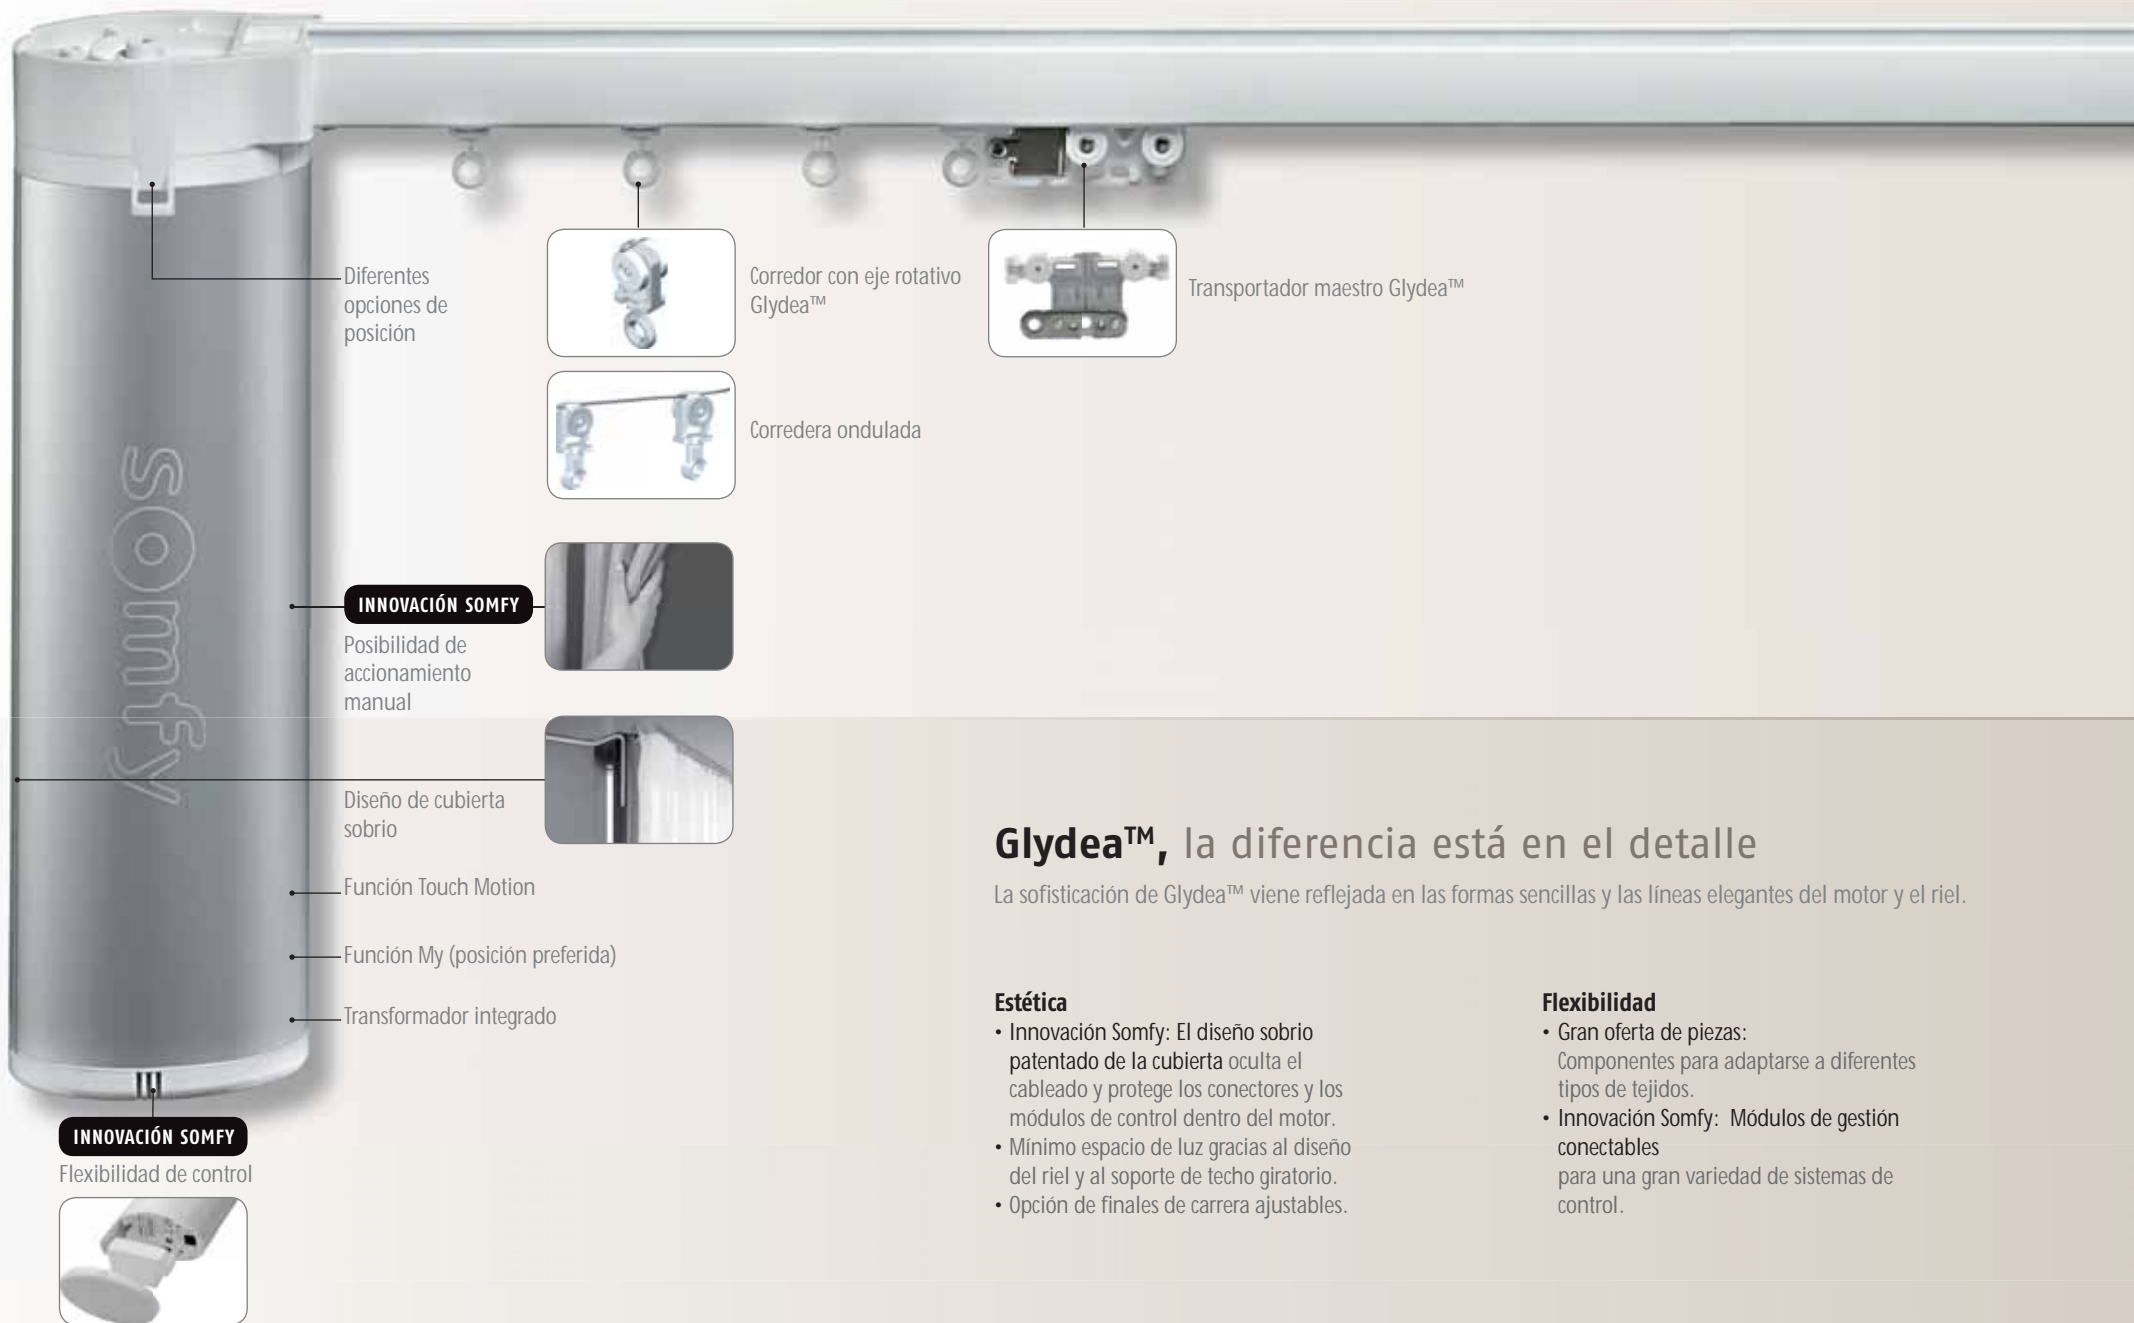 Diferentes
opciones de
posición
Corredor con eje rotativo
Glydea™
Transportador maestro Glydea™
Corredera ondulada
somfy
INNOVACIÓN SOMFY
Posibilidad de
accionamiento
manual
Diseño de cubierta
sobrio
Función Touch Motion
Función My (posición preferida)
Transformador integrado
INNOVACIÓN SOMFY
Flexibilidad de control
Glydea™, la diferencia está en el detalle
La sofisticación de Glydea™ viene reflejada en las formas sencillas y las líneas elegantes del motor y el riel.
Estética
• Innovación Somfy: El diseño sobrio
patentado de la cubierta oculta el
cableado y protege los conectores y los
módulos de control dentro del motor.
• Mínimo espacio de luz gracias al diseño
del riel y al soporte de techo giratorio.
• Opción de finales de carrera ajustables.
Flexibilidad
• Gran oferta de piezas:
Componentes para adaptarse a diferentes
tipos de tejidos.
• Innovación Somfy: Módulos de gestión
conectables
para una gran variedad de sistemas de
control.